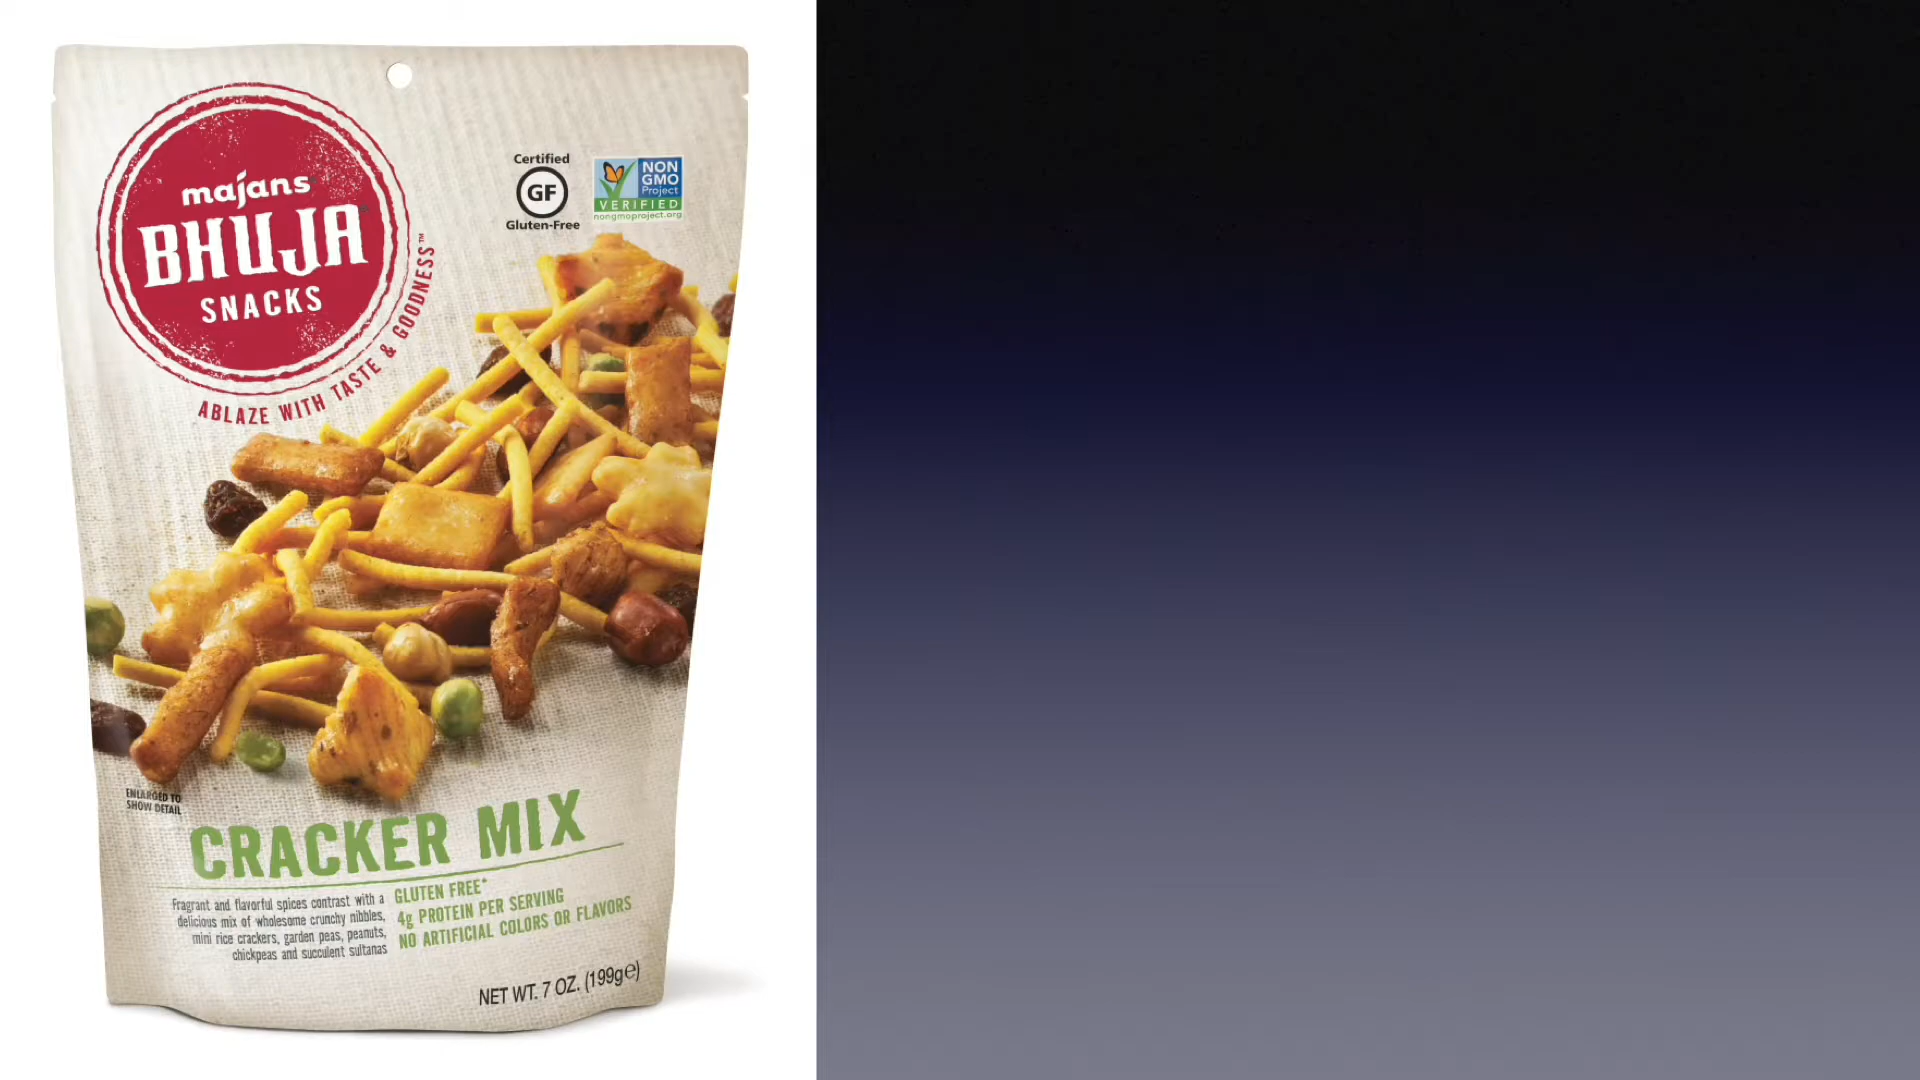 majans
BHUJA
SNACKS
ABLAZE WITH TASTE & GOODNESS™
Certified
GF
Gluten-Free
NON
GMO
Project
VERIFIED
nongmoproject.org
ENLARGED TO
SHOW DETAIL
CRACKER MIX
Fragrant and flavorful spices contrast with a
delicious mix of wholesome crunchy nibbles,
mini rice crackers, garden peas, peanuts,
chickpeas and succulent sultanas
GLUTEN FREE*
4g PROTEIN PER SERVING
NO ARTIFICIAL COLORS OR FLAVORS
NET WT. 7 OZ. (199g℮)